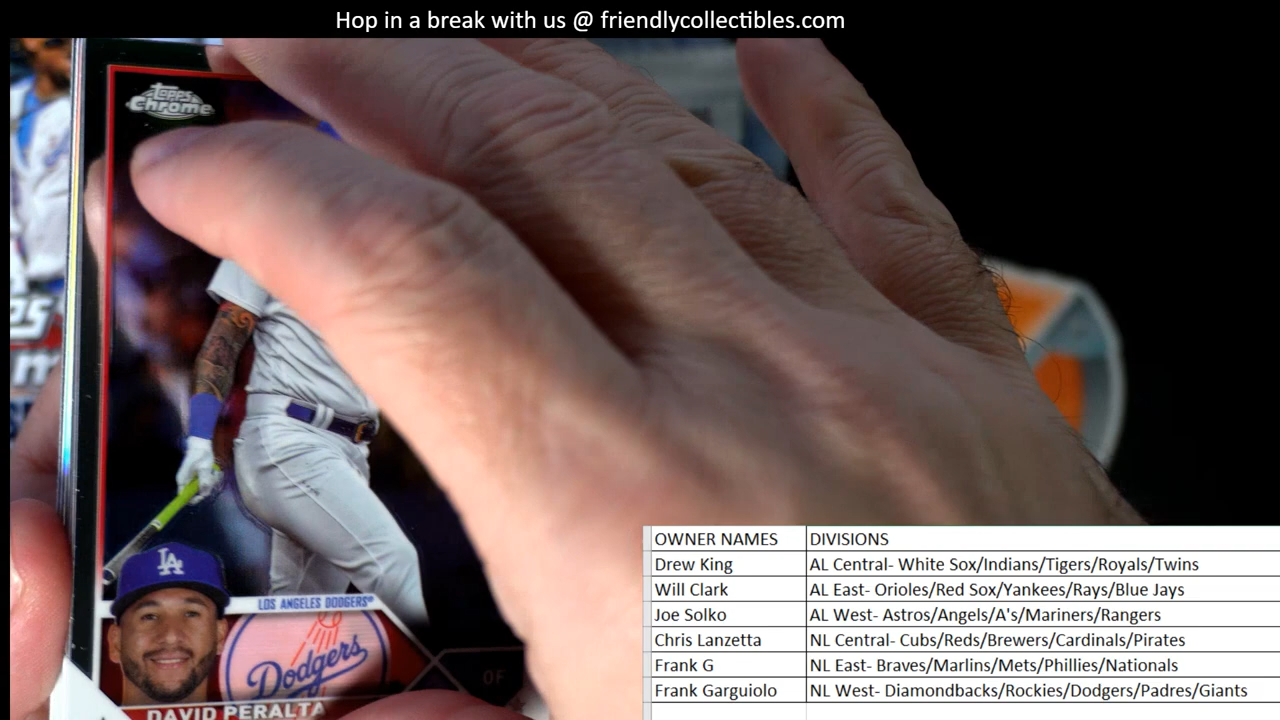 Hop in a break with us @ friendlycollectibles.com
Topps
Chrome
LOS ANGELES DODGERS®
Dodgers
LA
OF
DAVID PERALTA
OWNER NAMES DIVISIONS
Drew King AL Central- White Sox/Indians/Tigers/Royals/Twins
Will Clark AL East- Orioles/Red Sox/Yankees/Rays/Blue Jays
Joe Solko AL West- Astros/Angels/A's/Mariners/Rangers
Chris Lanzetta NL Central- Cubs/Reds/Brewers/Cardinals/Pirates
Frank G NL East- Braves/Marlins/Mets/Phillies/Nationals
Frank Garguiolo NL West- Diamondbacks/Rockies/Dodgers/Padres/Giants